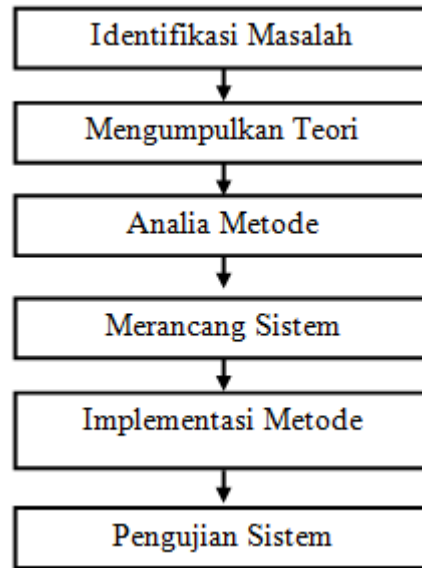 Identifikasi Masalah
Mengumpulkan Teori
Analia Metode
Merancang Sistem
Implementasi Metode
Pengujian Sistem